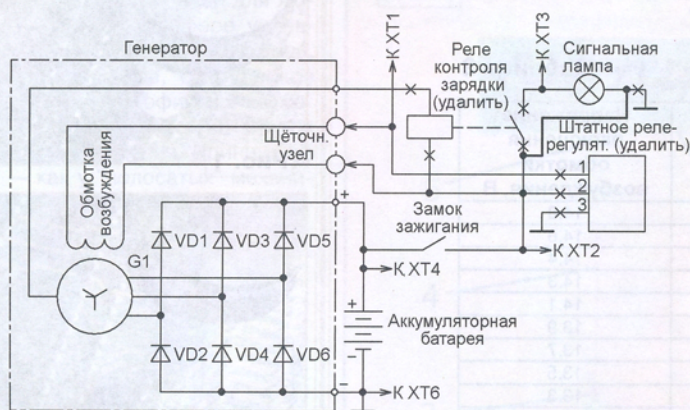 Генератор
К ХТ1
Реле
контроля
зарядки
(удалить)
К ХТ3
Сигнальная
лампа
Щёточн.
узел
Штатное реле-
регулят. (удалить)
1
2
3
Обмотка
возбуждения
+
Замок
зажигания
VD1
VD3
VD5
G1
К ХТ2
К ХТ4
+
Аккумуляторная
батарея
–
VD2
VD4
VD6
–
К ХТ6